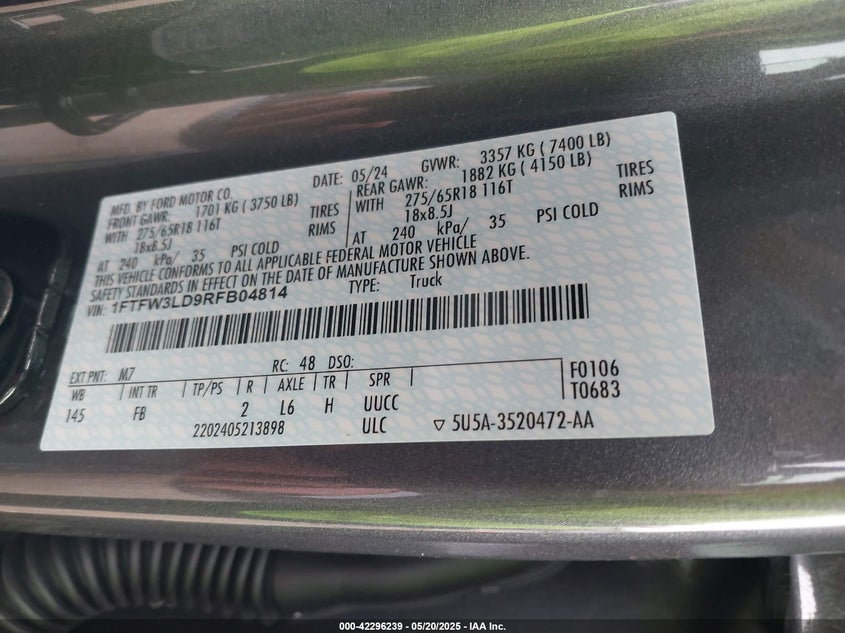 MFD. BY FORD MOTOR CO. DATE: 05/24 GVWR: 3357 KG ( 7400 LB)
FRONT GAWR: 1701 KG ( 3750 LB) REAR GAWR: 1882 KG ( 4150 LB)
WITH 275/65R18 116T TIRES WITH 275/65R18 116T TIRES
18x8.5J RIMS 18x8.5J RIMS
AT 240 kPa/ 35 PSI COLD AT 240 kPa/ 35 PSI COLD
THIS VEHICLE CONFORMS TO ALL APPLICABLE FEDERAL MOTOR VEHICLE
SAFETY STANDARDS IN EFFECT ON THE DATE OF MANUFACTURE SHOWN ABOVE.
VIN: 1FTFW3LD9RFB04814 TYPE: Truck
EXT PNT: M7 RC: 48 DSO:
WB INT TR TP/PS R AXLE TR SPR F0106
145 FB 2 L6 H UUCC T0683
2202405213898 ULC ▽ 5U5A-3520472-AA
000-42296239 - 05/20/2025 - IAA Inc.